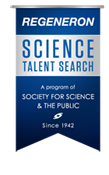 REGENERON
SCIENCE
TALENT SEARCH
A program of
SOCIETY FOR SCIENCE
& THE PUBLIC
Since 1942